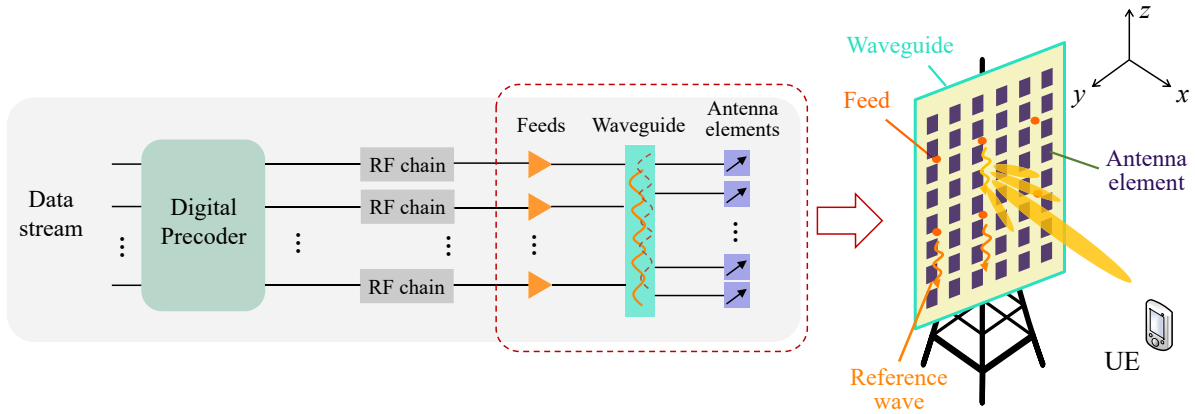 Data
stream
Digital
Precoder
RF chain
RF chain
RF chain
Feeds
Waveguide
Antenna
elements
Waveguide
Feed
Antenna
element
Reference
wave
UE
z
y
x